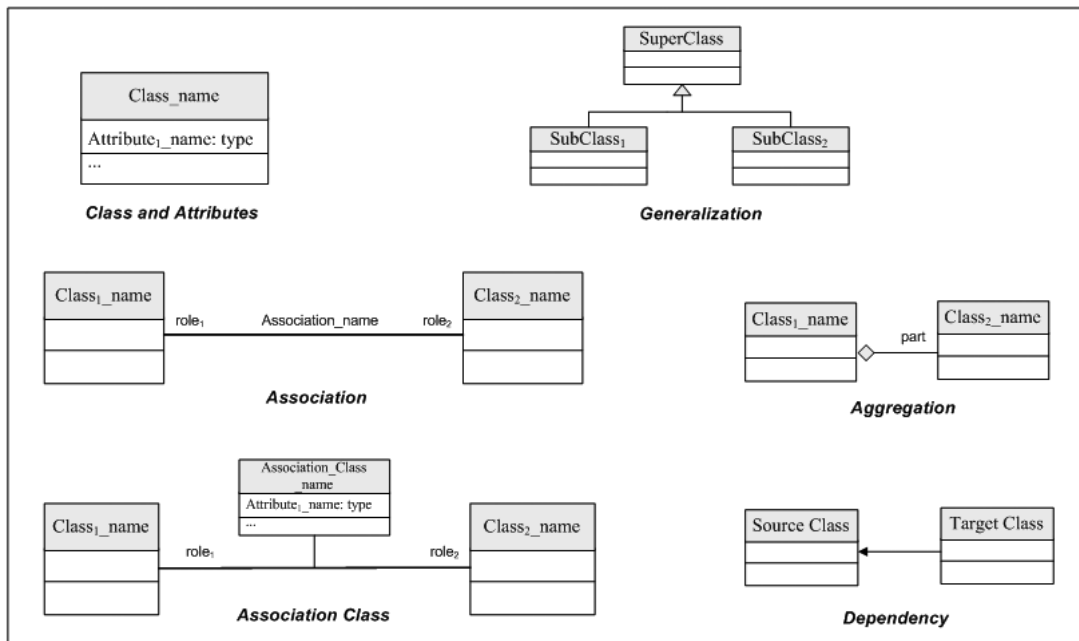 Class_name
Attribute₁_name: type
...
Class and Attributes
SuperClass
SubClass₁
SubClass₂
Generalization
Class₁_name
role₁
Association_name
role₂
Class₂_name
Association
Class₁_name
part
Class₂_name
Aggregation
Association_Class
_name
Attribute₁_name: type
...
Class₁_name
role₁
role₂
Class₂_name
Association Class
Source Class
Target Class
Dependency